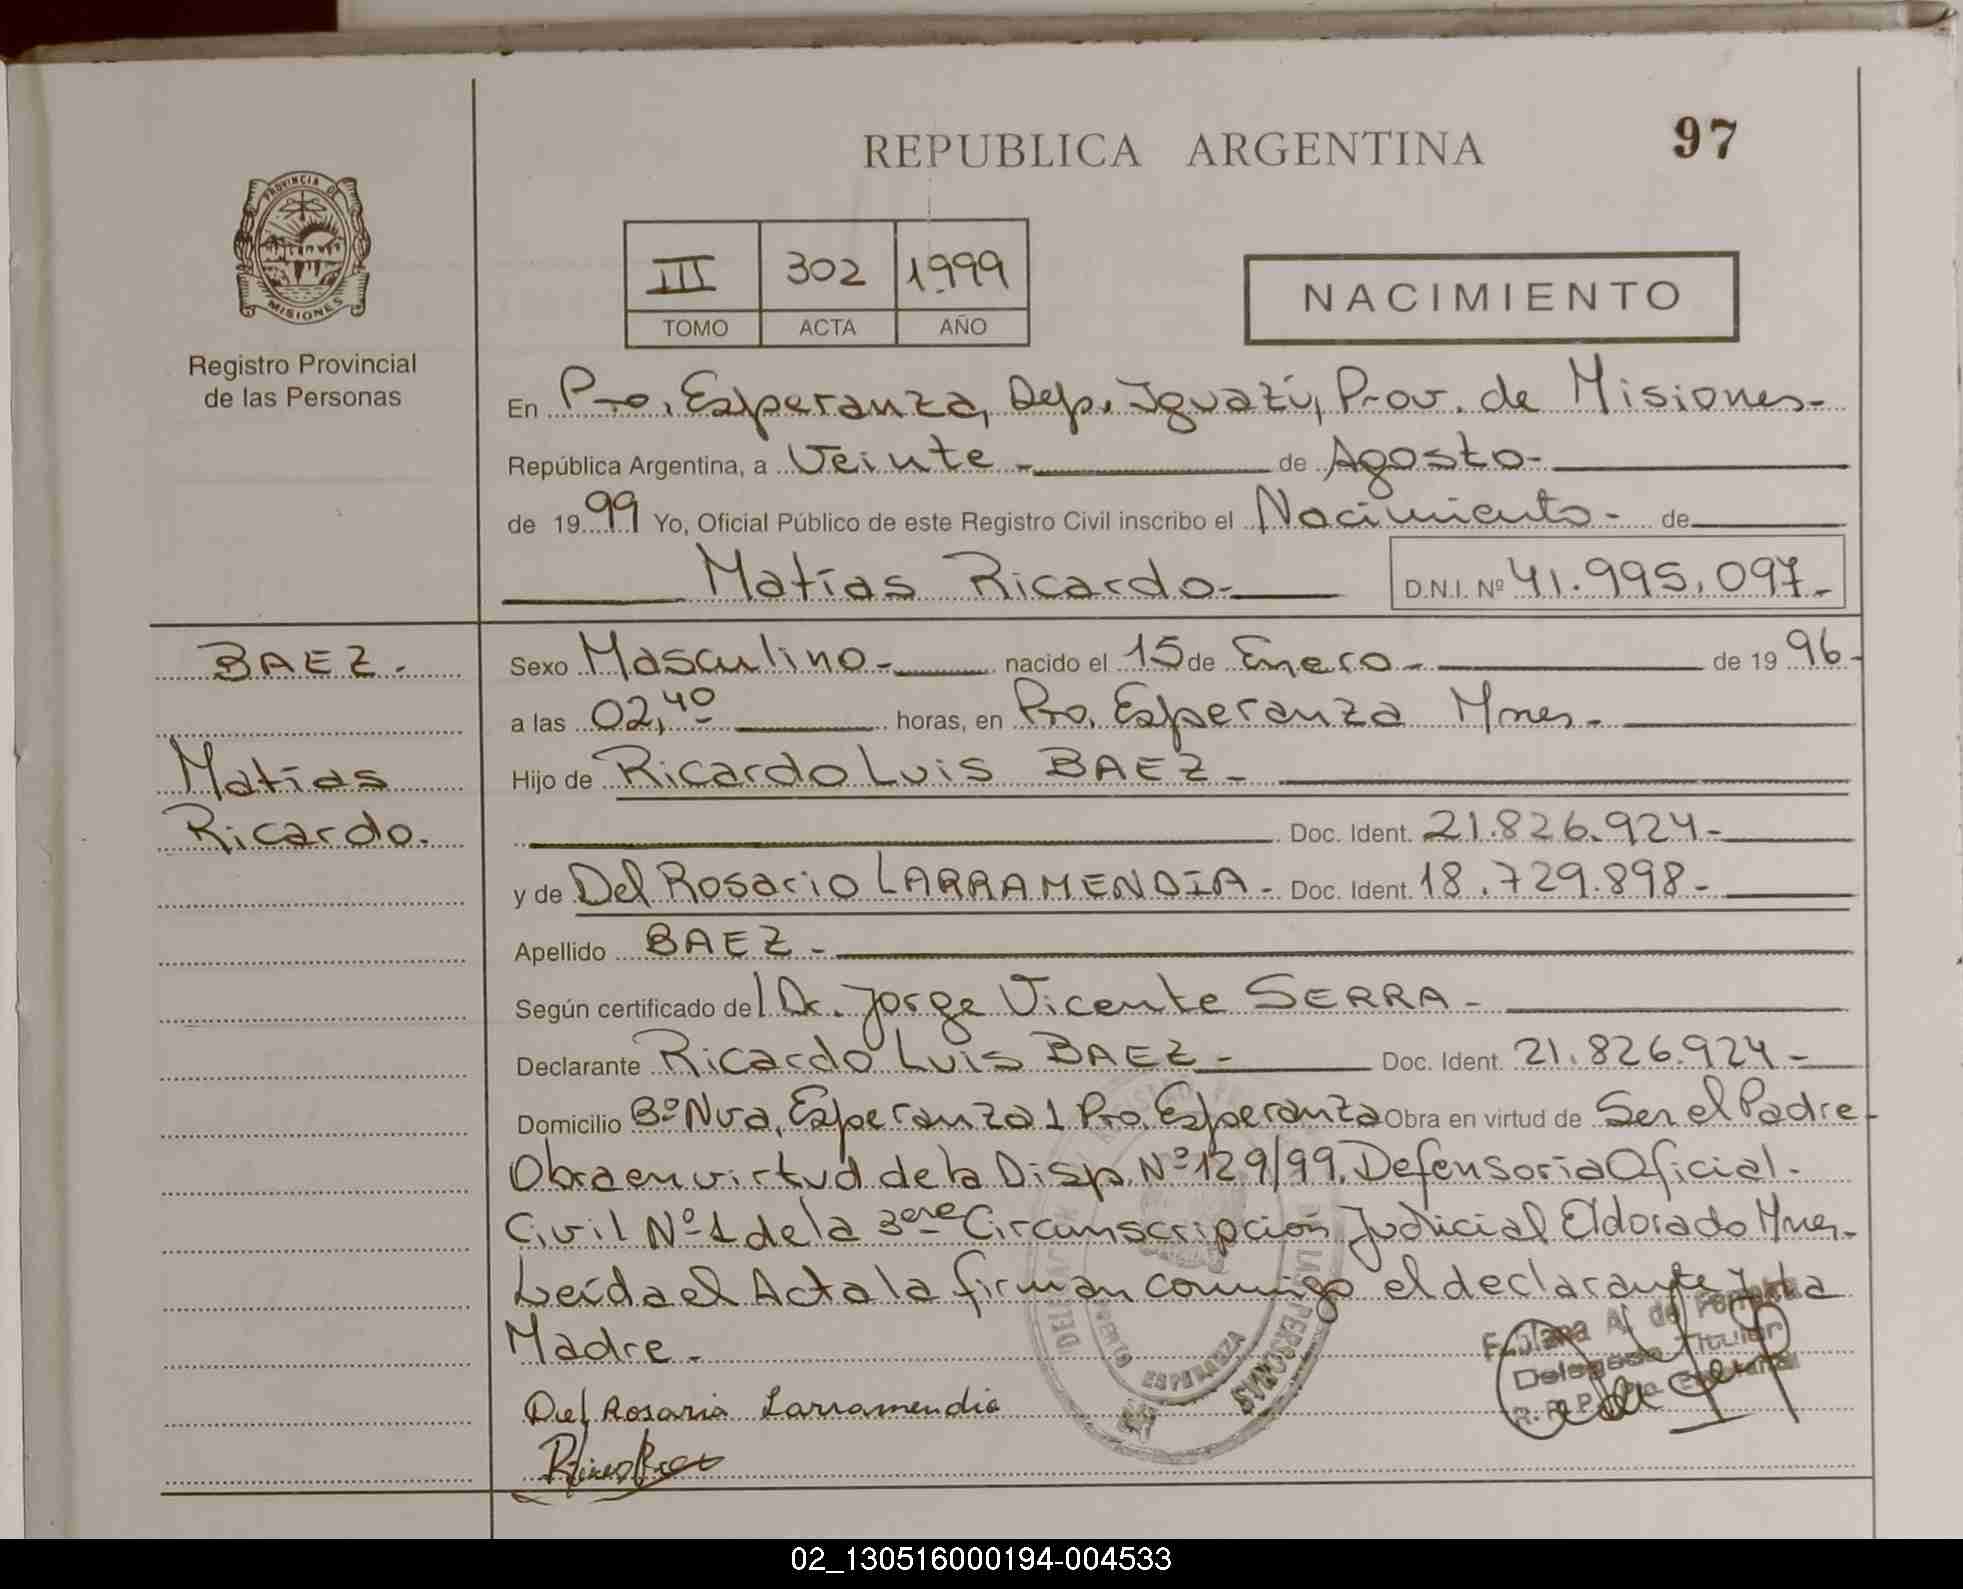 REPUBLICA ARGENTINA
97
PROVINCIA DE
MISIONES
Registro Provincial
de las Personas
III 302 1999
TOMO ACTA AÑO
NACIMIENTO
En Pto. Esperanza, Dep. Iguazú, Prov. de Misiones-
República Argentina, a Veinte - de Agosto-
de 1999 Yo, Oficial Público de este Registro Civil inscribo el Nacimiento- de
Matías Ricardo-
D.N.I. Nº 41.995.097-
BAEZ.
Matías
Ricardo.
Sexo Masculino- nacido el 15 de Enero- de 1996-
a las 02,40 horas, en Pto. Esperanza Mnes-
Hijo de Ricardo Luis BAEZ-
Doc. Ident. 21.826.924-
y de Del Rosario LARRAMENDIA- Doc. Ident. 18.729.898-
Apellido BAEZ-
Según certificado del Dr. Jorge Vicente SERRA-
Declarante Ricardo Luis BAEZ- Doc. Ident. 21.826.924-
Domicilio Bº Nva. Esperanza 1 Pto. Esperanza Obra en virtud de Ser el Padre-
Obra en virtud de la Disp. Nº 129/99. Defensoria Oficial-
Civil Nº 1 de la 3era Circunscripción Judicial Eldorado Mnes-
Leída el Acta la firman conmigo el declarante y La
Madre-
Del Rosario Larramendia
DELEGACION
ESPERANZA
DE LAS PERSONAS
Titular
02_130516000194-004533